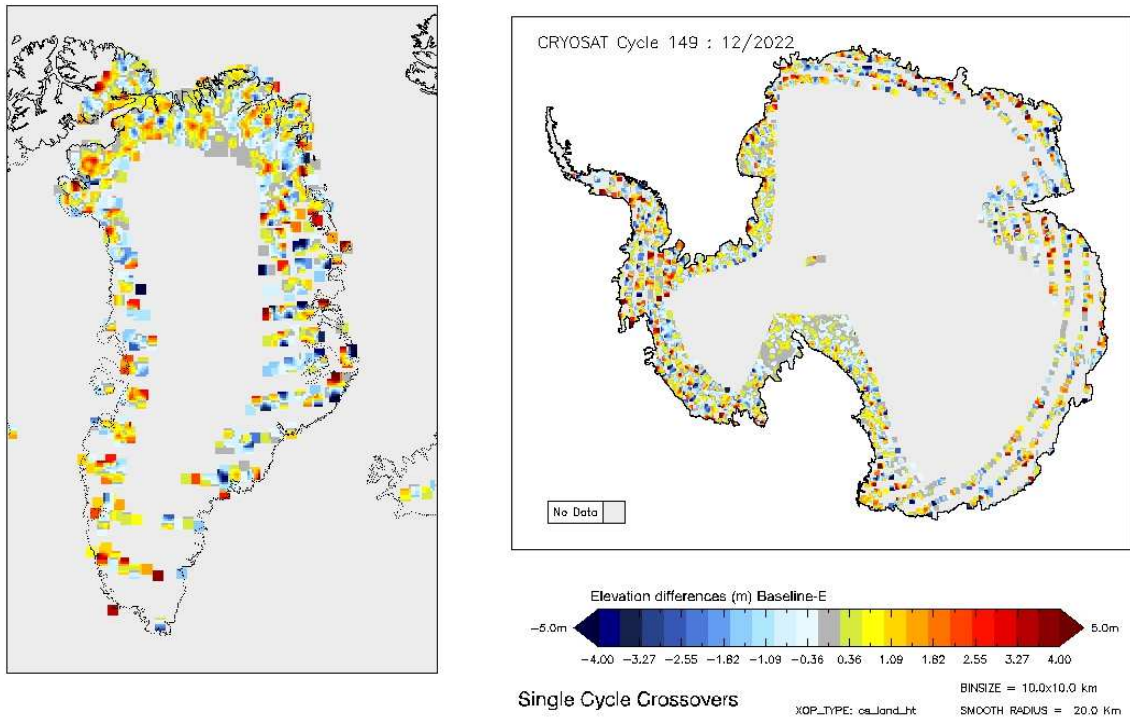 CRYOSAT Cycle 149 : 12/2022
No Data
Elevation differences (m) Baseline-E
-5.0m 5.0m
-4.00 -3.27 -2.55 -1.82 -1.09 -0.36 0.36 1.09 1.82 2.55 3.27 4.00
Single Cycle Crossovers
XOP_TYPE: cs_land_ht
BINSIZE = 10.0x10.0 km
SMOOTH RADIUS = 20.0 Km